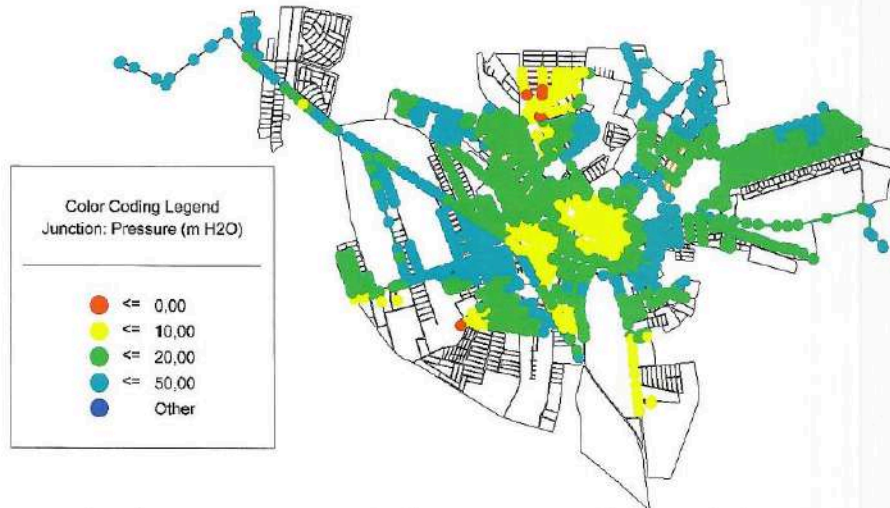 Color Coding Legend
Junction: Pressure (m H2O)
<= 0,00
<= 10,00
<= 20,00
<= 50,00
Other